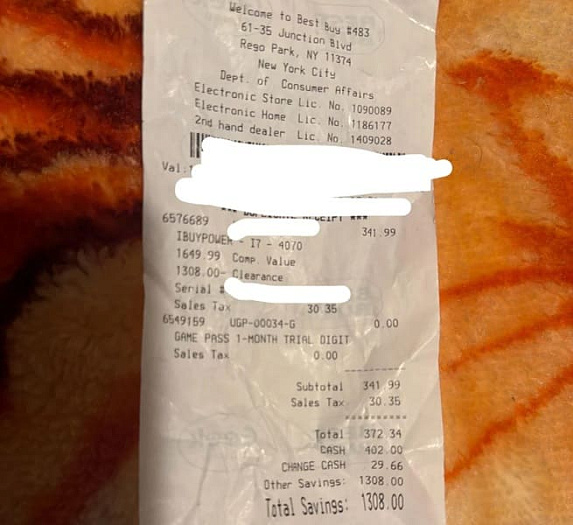 Welcome to Best Buy #483
61-35 Junction Blvd
Rego Park, NY 11374
New York City
Dept. of Consumer Affairs
Electronic Store Lic. No. 1090089
Electronic Home Lic. No. 1186177
2nd hand dealer Lic. No. 1409028
Val:
RECEIPT ***
6576689 341.99
IBUYPOWER - I7 - 4070
1649.99 Comp. Value
1308.00- Clearance
Serial #
Sales Tax 30.35
6549159 UGP-00034-G 0.00
GAME PASS 1-MONTH TRIAL DIGIT
Sales Tax 0.00
Subtotal 341.99
Sales Tax 30.35
Total 372.34
CASH 402.00
CHANGE CASH 29.66
Other Savings: 1308.00
Total Savings: 1308.00